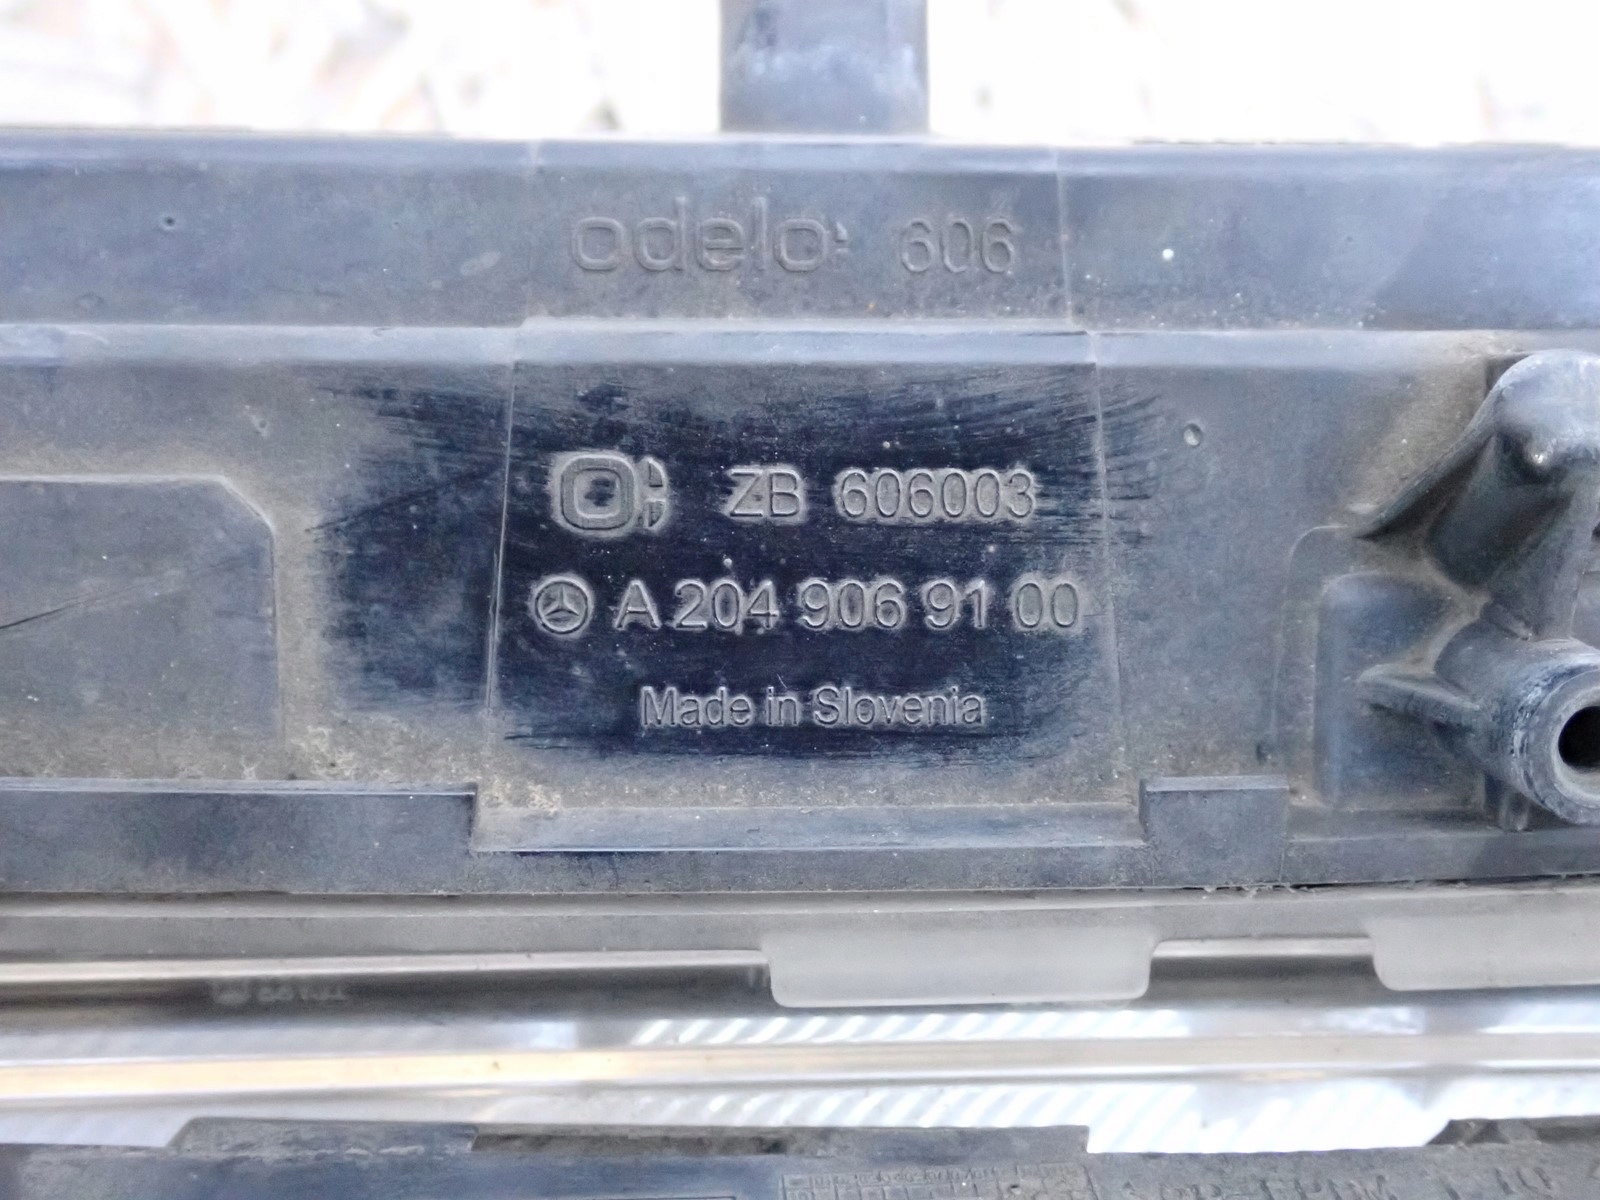 odelo 606
ZB 606003
A 204 906 91 00
Made in Slovenia